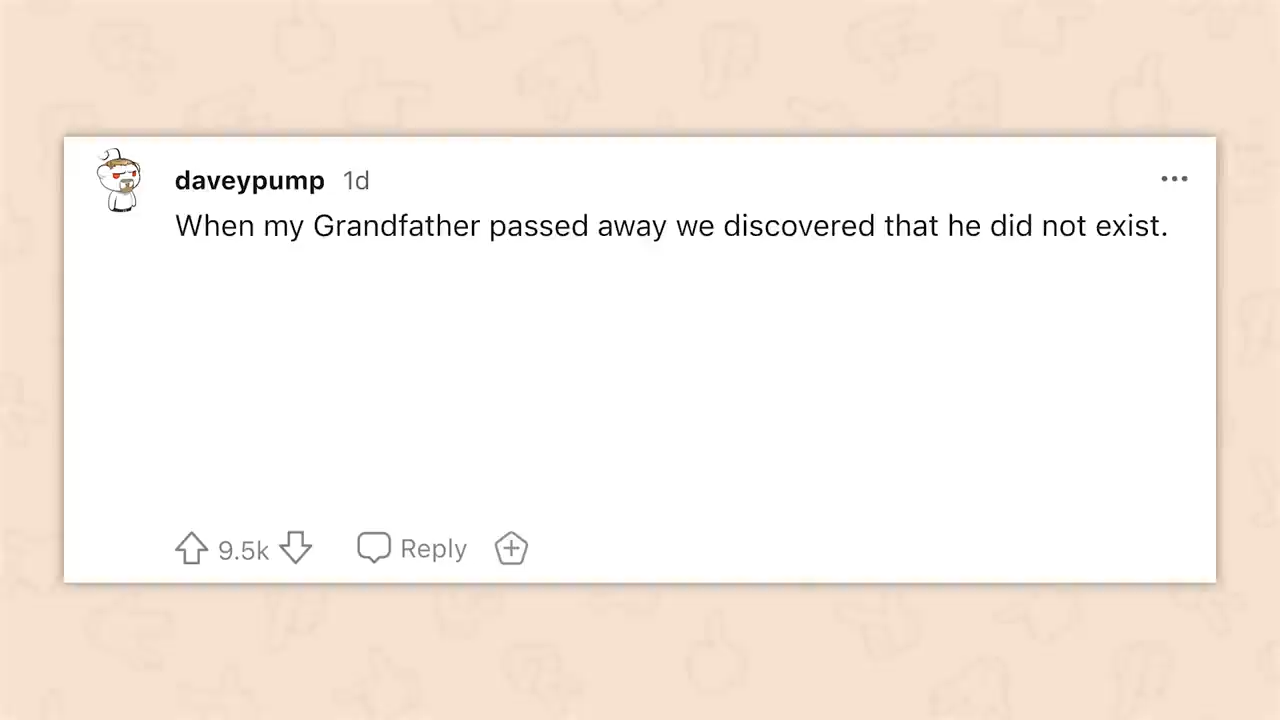 daveypump 1d
When my Grandfather passed away we discovered that he did not exist.
9.5k Reply